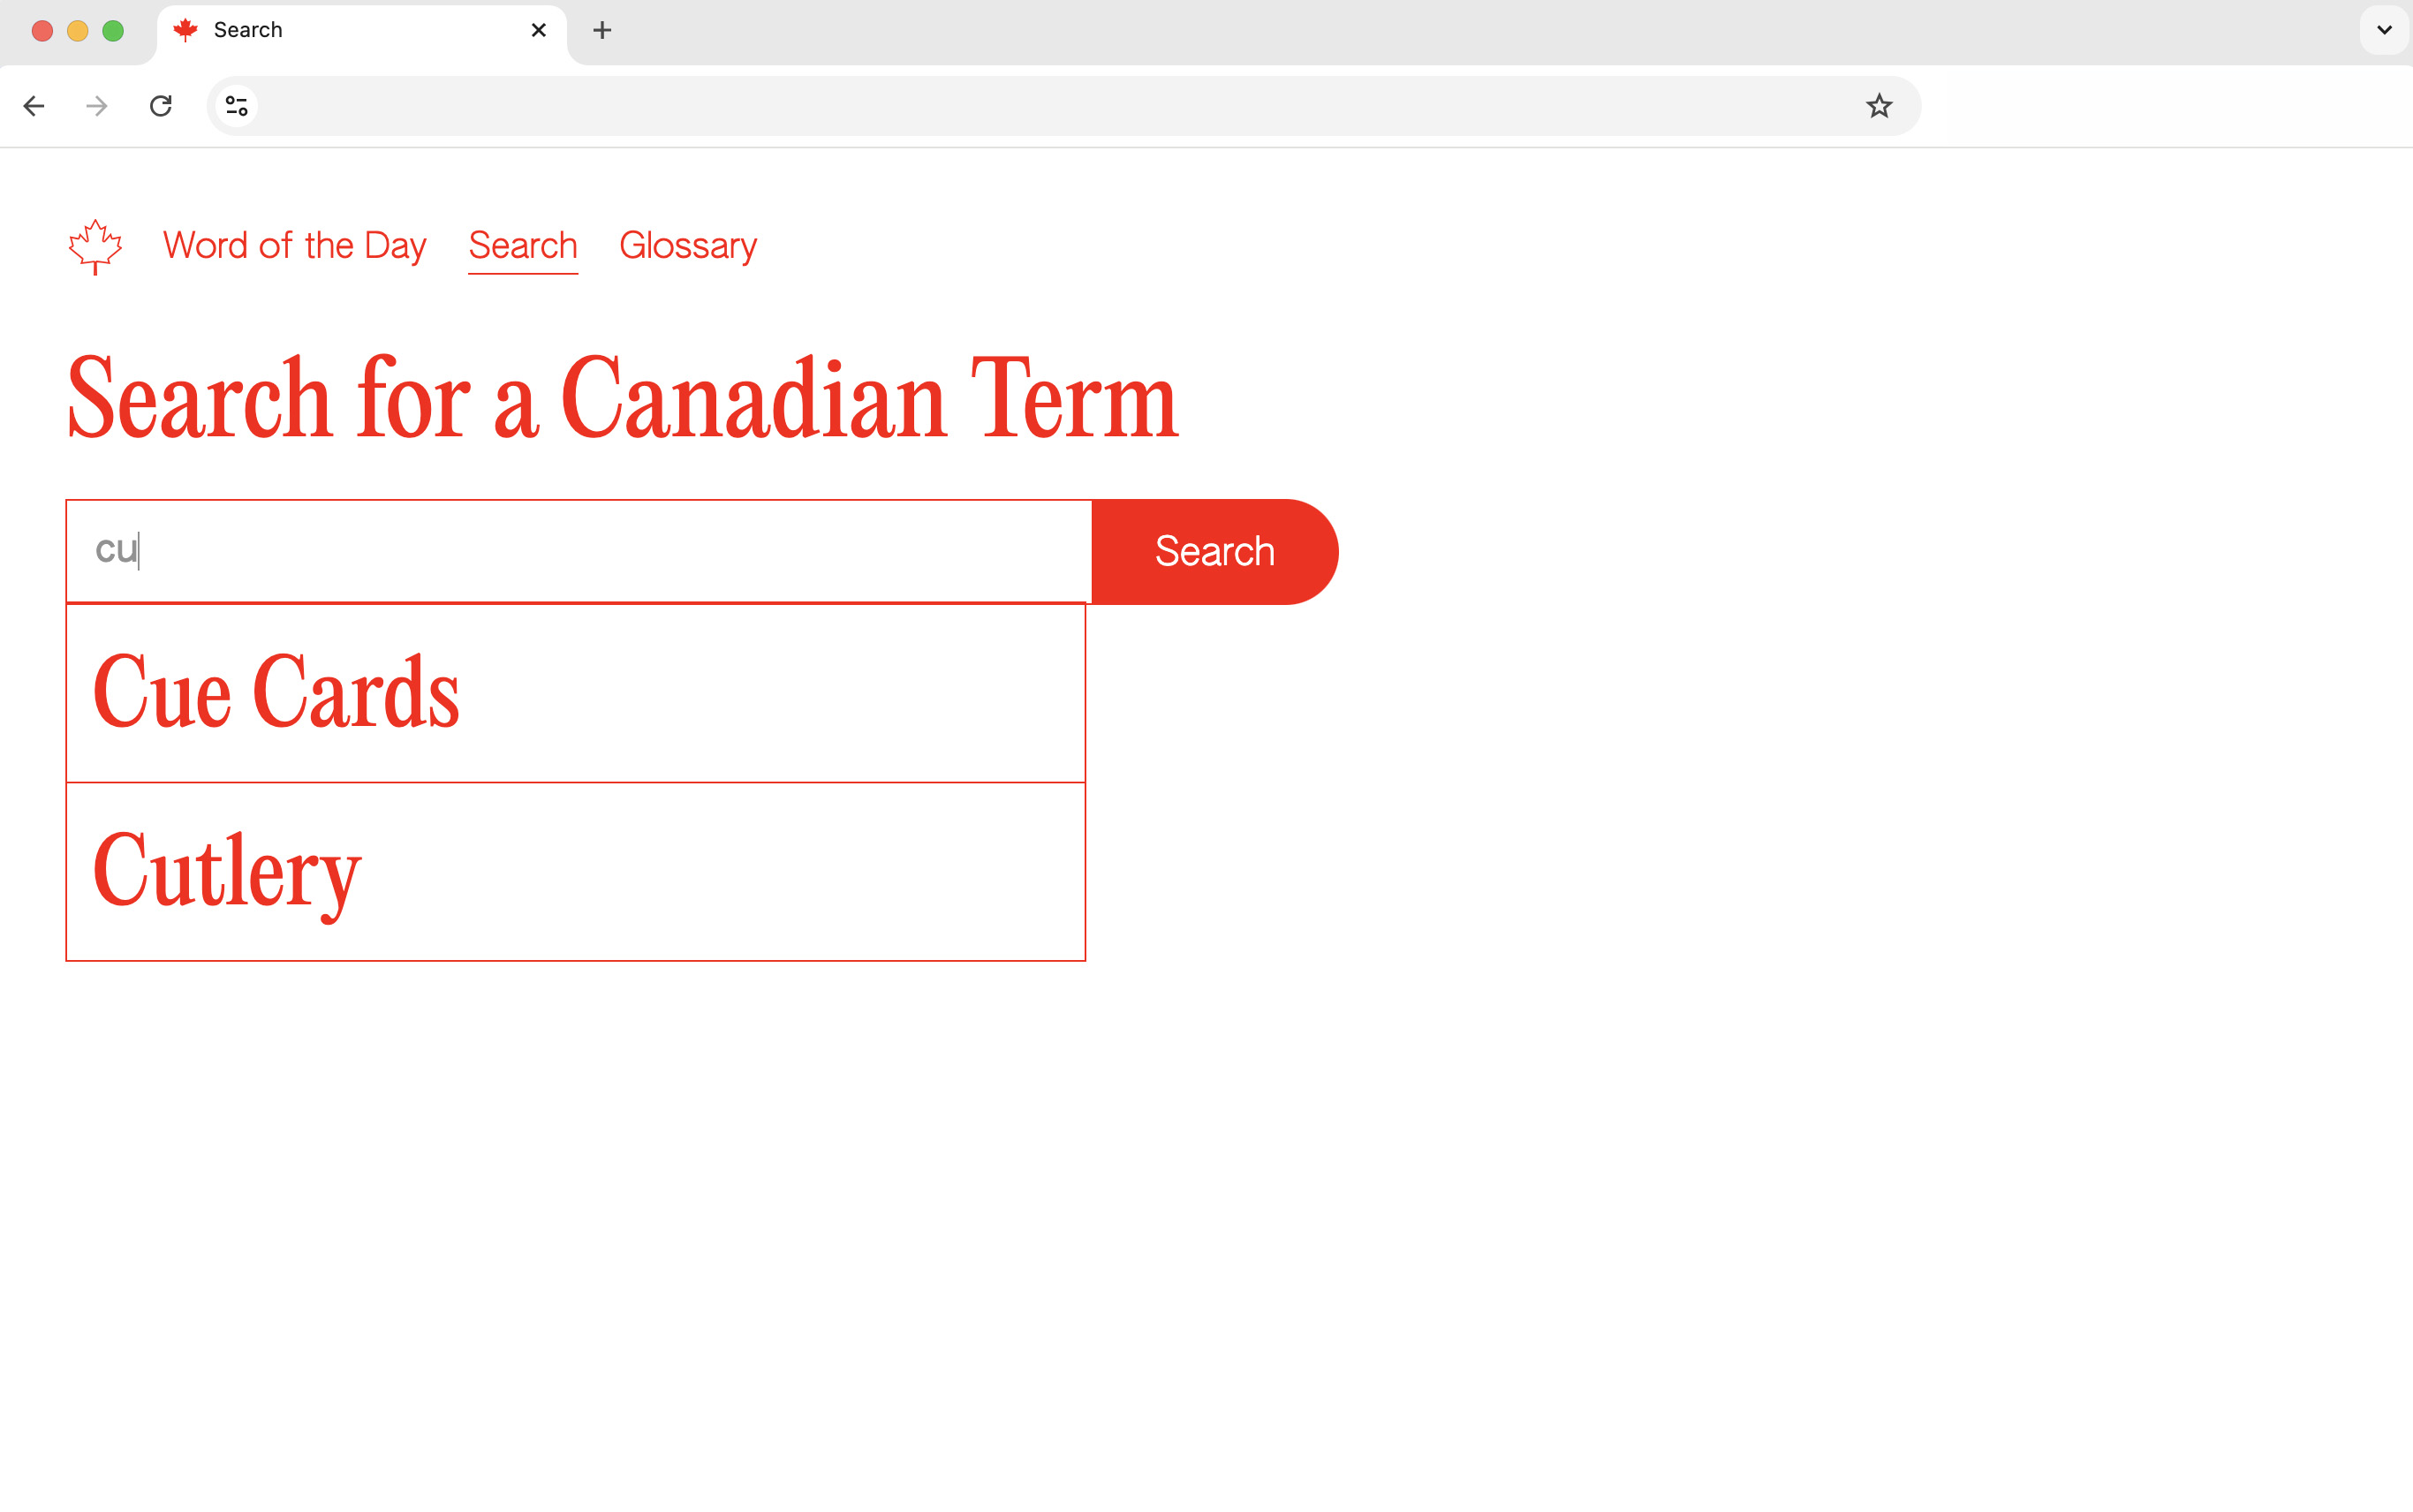 Search
Word of the Day Search Glossary
Search for a Canadian Term
cu
Search
Cue Cards
Cutlery